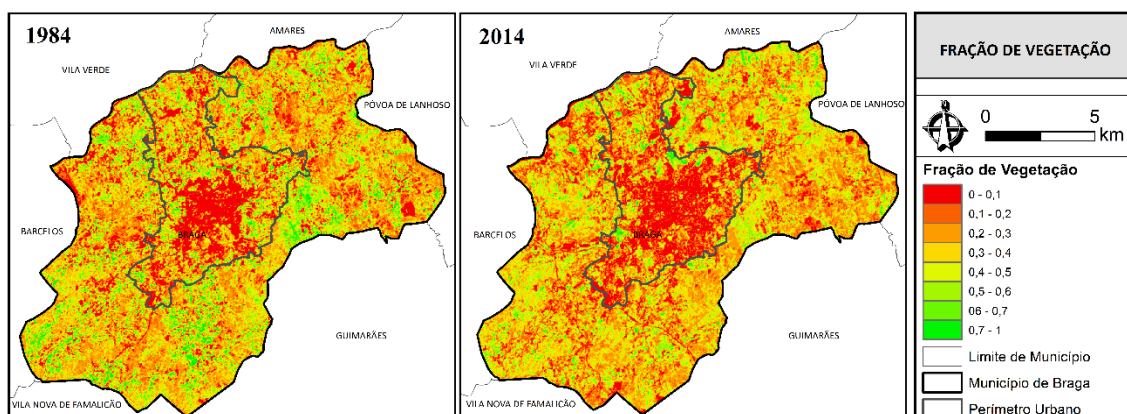 1984
AMARES
VILA VERDE
PÓVOA DE LANHOSO
BARCELOS
BRAGA
GUIMARÃES
VILA NOVA DE FAMALICÃO
2014
AMARES
VILA VERDE
PÓVOA DE LANHOSO
BARCELOS
BRAGA
GUIMARÃES
VILA NOVA DE FAMALICÃO
FRAÇÃO DE VEGETAÇÃO
0 5
km
Fração de Vegetação
0 - 0,1
0,1 - 0,2
0,2 - 0,3
0,3 - 0,4
0,4 - 0,5
0,5 - 0,6
06 - 0,7
0,7 - 1
Limite de Município
Município de Braga
Perímetro Urbano